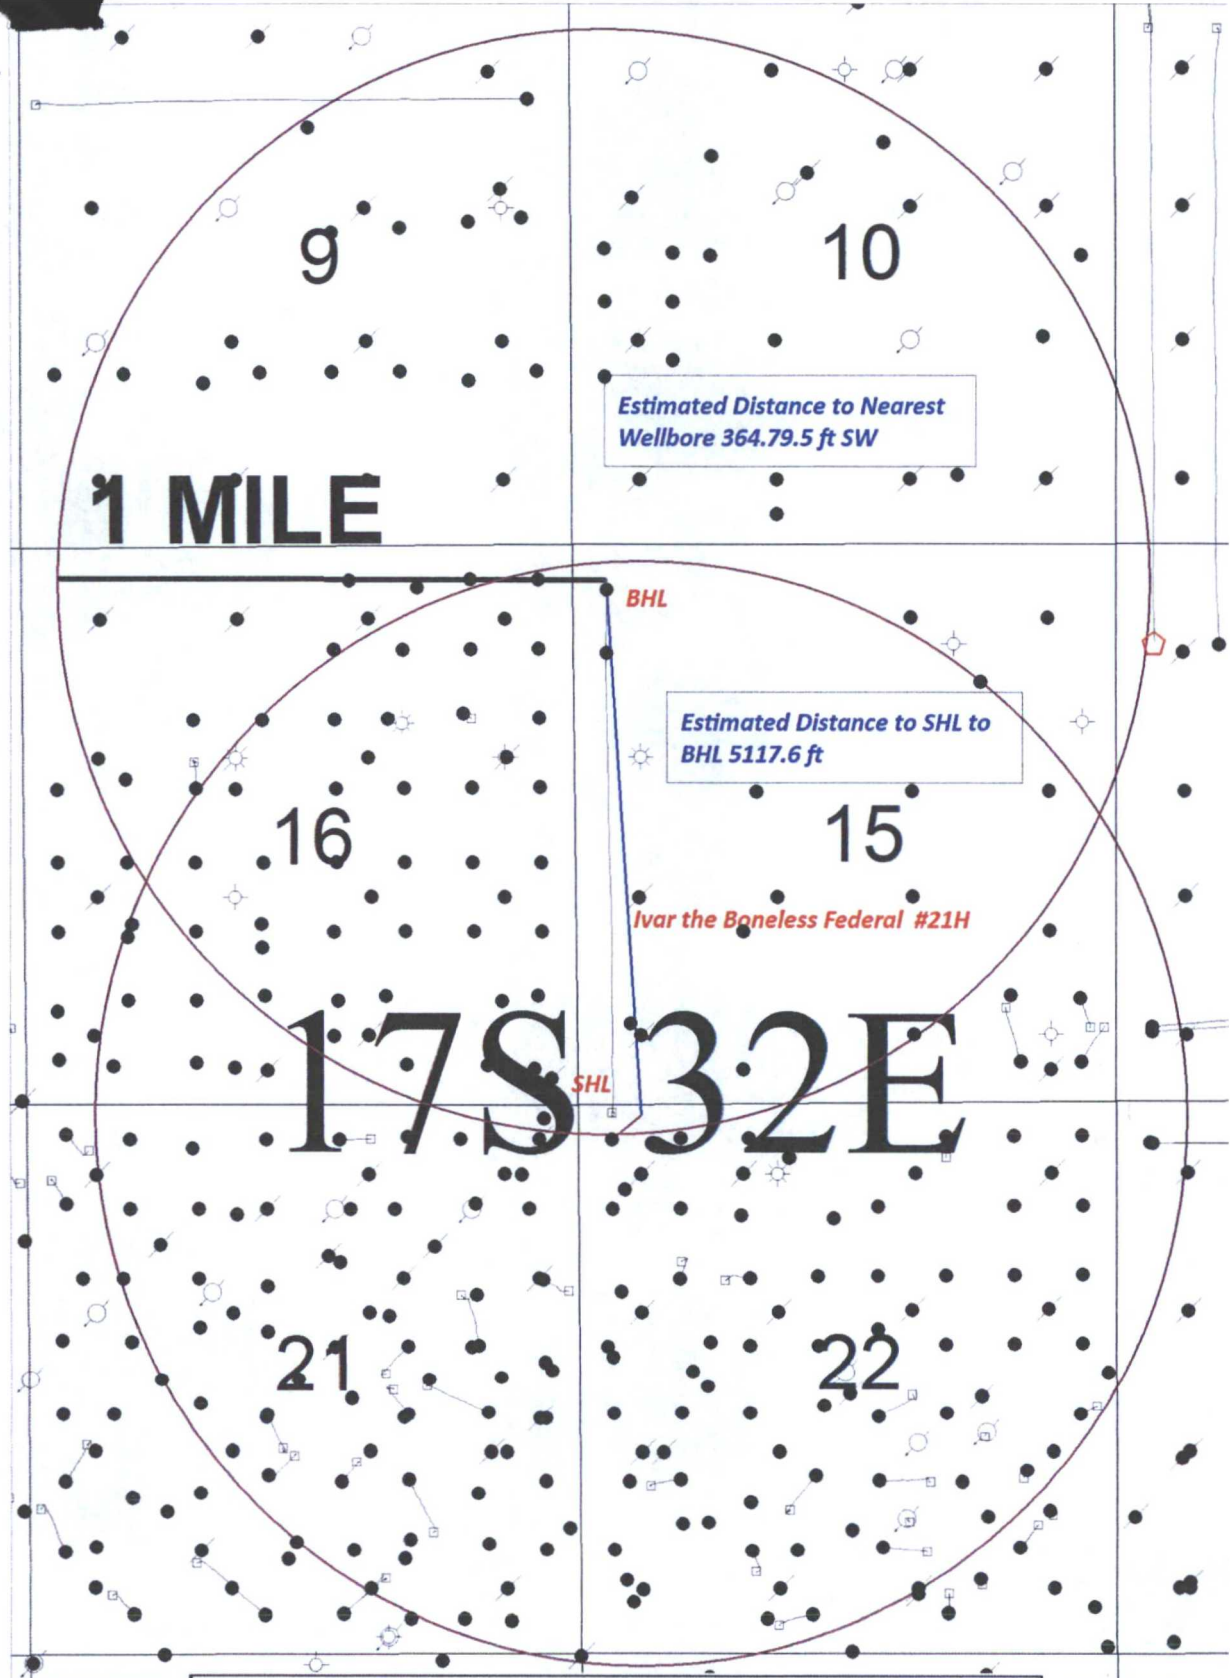 9
10
Estimated Distance to Nearest
Wellbore 364.79.5 ft SW
1 MILE
BHL
Estimated Distance to SHL to
BHL 5117.6 ft
16
15
Ivar the Boneless Federal #21H
17S 32E
SHL
21
22